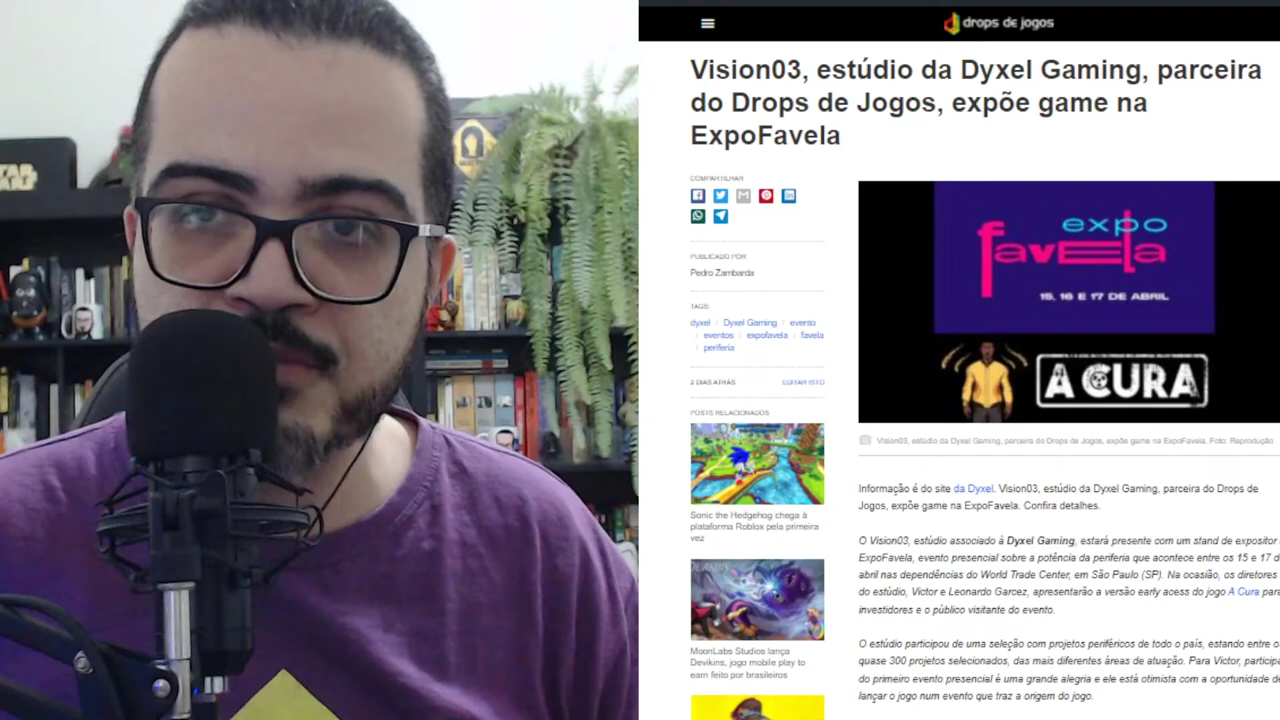 STAR
WARS
drops de jogos
Vision03, estúdio da Dyxel Gaming, parceira
do Drops de Jogos, expõe game na
ExpoFavela
COMPARTILHAR
PUBLICADO POR
Pedro Zambarda
TAGS:
dyxel / Dyxel Gaming / evento
/ eventos / expofavela / favela
/ periferia
2 DIAS ATRÁS EDITAR ISTO
POSTS RELACIONADOS
Sonic the Hedgehog chega à
plataforma Roblox pela primeira
vez
DEVIKINS
MoonLabs Studios lança
Devikins, jogo mobile play to
earn feito por brasileiros
expo
favela
15, 16 E 17 DE ABRIL
A CURA
Vision03, estúdio da Dyxel Gaming, parceira do Drops de Jogos, expõe game na ExpoFavela. Foto: Reprodução
Informação é do site da Dyxel. Vision03, estúdio da Dyxel Gaming, parceira do Drops de
Jogos, expõe game na ExpoFavela. Confira detalhes.
O Vision03, estúdio associado à Dyxel Gaming, estará presente com um stand de expositor
ExpoFavela, evento presencial sobre a potência da periferia que acontece entre os 15 e 17 d
abril nas dependências do World Trade Center, em São Paulo (SP). Na ocasião, os diretores
do estúdio, Victor e Leonardo Garcez, apresentarão a versão early acess do jogo A Cura para
investidores e o público visitante do evento.
O estúdio participou de uma seleção com projetos periféricos de todo o país, estando entre o
quase 300 projetos selecionados, das mais diferentes áreas de atuação. Para Victor, participa
do primeiro evento presencial é uma grande alegria e ele está otimista com a oportunidade de
lançar o jogo num evento que traz a origem do jogo.